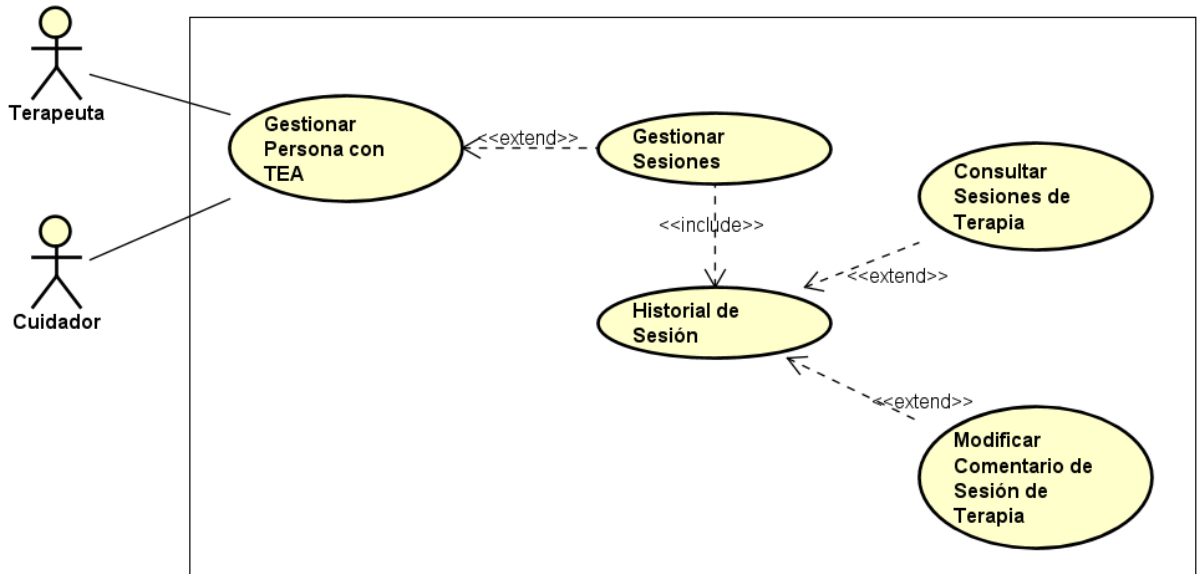 Terapeuta
Cuidador
Gestionar
Persona con
TEA
<<extend>>
Gestionar
Sesiones
<<include>>
Historial de
Sesión
Consultar
Sesiones de
Terapia
<<extend>>
<<extend>>
Modificar
Comentario de
Sesión de
Terapia